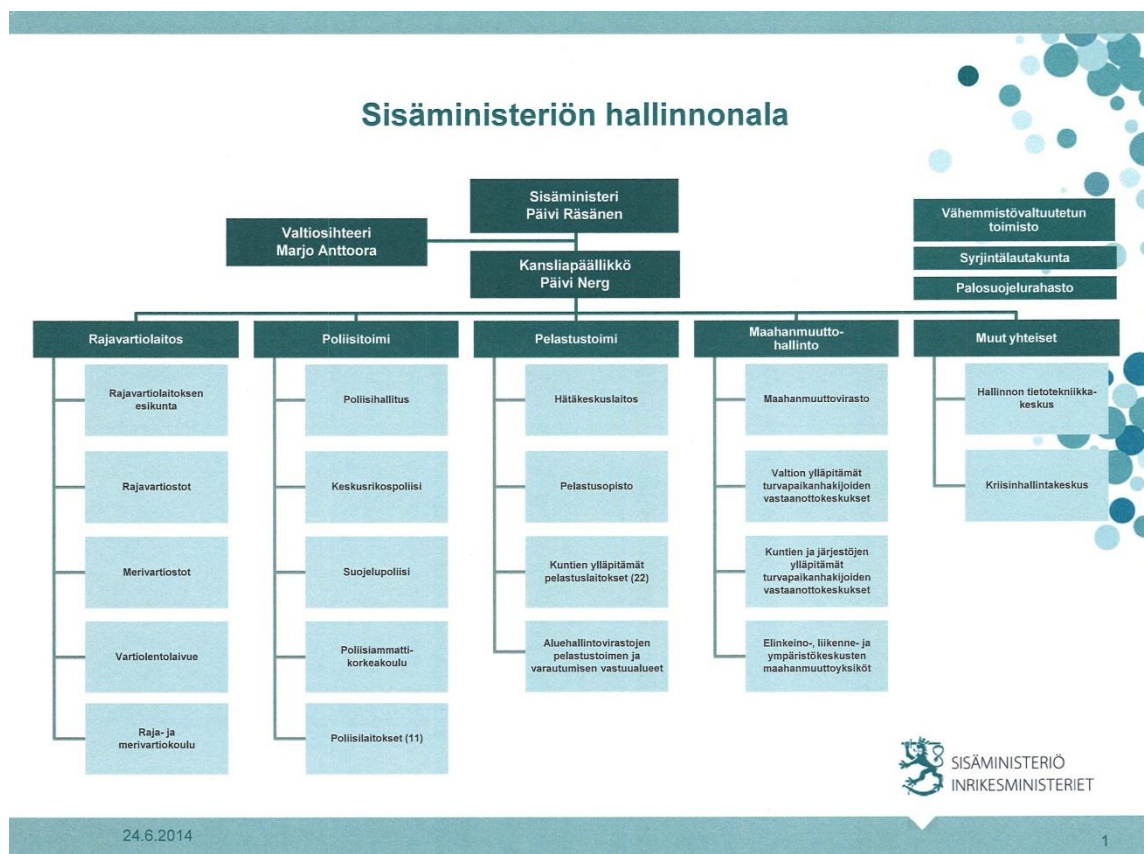 Sisäministeriön hallinnonala
Sisäministeri
Päivi Räsänen
Valtiosihteeri
Marjo Anttoora
Kansliapäällikkö
Päivi Nerg
Vähemmistövaltuutetun
toimisto
Syrjintälautakunta
Palosuojelurahasto
Rajavartiolaitos
Rajavartiolaitoksen
esikunta
Rajavartiostot
Merivartiostot
Vartiolentolaivue
Raja- ja
merivartiokoulu
Poliisitoimi
Poliisihallitus
Keskusrikospoliisi
Suojelupoliisi
Poliisiammatti-
korkeakoulu
Poliisilaitokset (11)
Pelastustoimi
Hätäkeskuslaitos
Pelastusopisto
Kuntien ylläpitämät
pelastuslaitokset (22)
Aluehallintovirastojen
pelastustoimen ja
varautumisen vastuualueet
Maahanmuutto-
hallinto
Maahanmuuttovirasto
Valtion ylläpitämät
turvapaikanhakijoiden
vastaanottokeskukset
Kuntien ja järjestöjen
ylläpitämät
turvapaikanhakijoiden
vastaanottokeskukset
Elinkeino-, liikenne- ja
ympäristökeskusten
maahanmuuttoyksiköt
Muut yhteiset
Hallinnon tietotekniikka-
keskus
Kriisinhallintakeskus
SISÄMINISTERIÖ
INRIKESMINISTERIET
24.6.2014
1